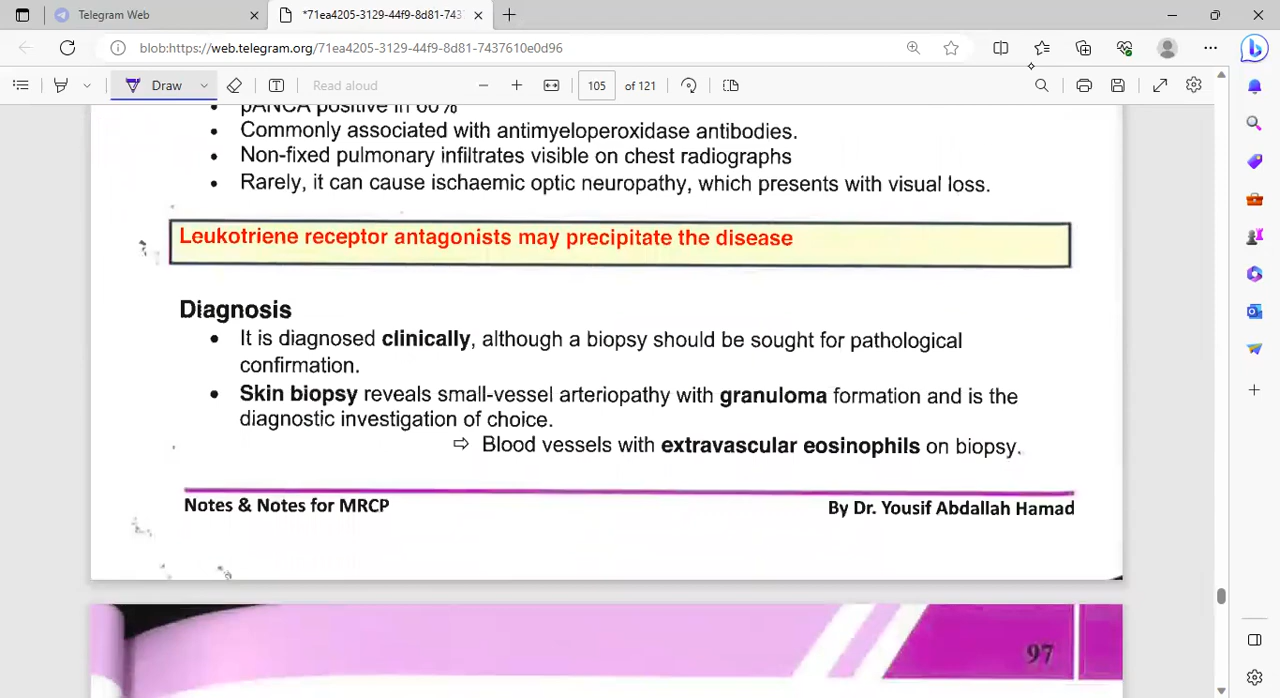 Telegram Web
*71ea4205-3129-44f9-8d81-743
blob:https://web.telegram.org/71ea4205-3129-44f9-8d81-7437610e0d96
Draw
Read aloud
105 of 121
pANCA positive in 60%
• Commonly associated with antimyeloperoxidase antibodies.
• Non-fixed pulmonary infiltrates visible on chest radiographs
• Rarely, it can cause ischaemic optic neuropathy, which presents with visual loss.
Leukotriene receptor antagonists may precipitate the disease
Diagnosis
• It is diagnosed clinically, although a biopsy should be sought for pathological
confirmation.
• Skin biopsy reveals small-vessel arteriopathy with granuloma formation and is the
diagnostic investigation of choice.
⇨ Blood vessels with extravascular eosinophils on biopsy.
Notes & Notes for MRCP
By Dr. Yousif Abdallah Hamad
97